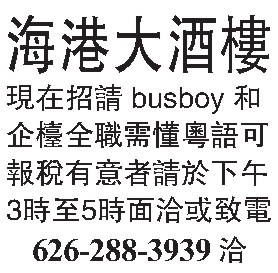 海港大酒樓
現在招請 busboy 和
企檯全職需懂粵語可
報稅有意者請於下午
3時至5時面洽或致電
626-288-3939 洽